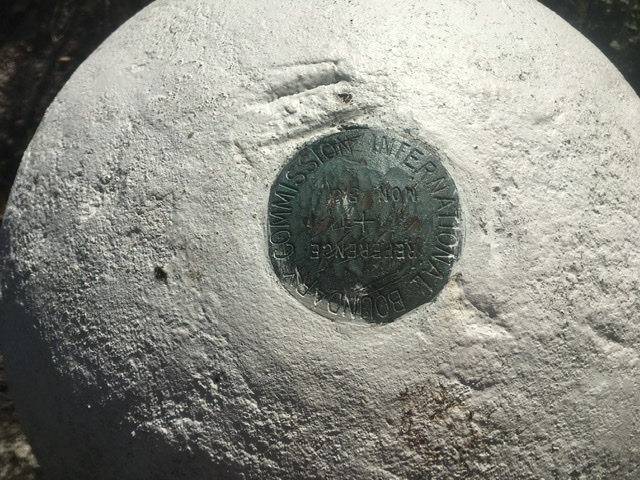 INTERNATIONAL BOUNDARY COMMISSION
REFERENCE
MON